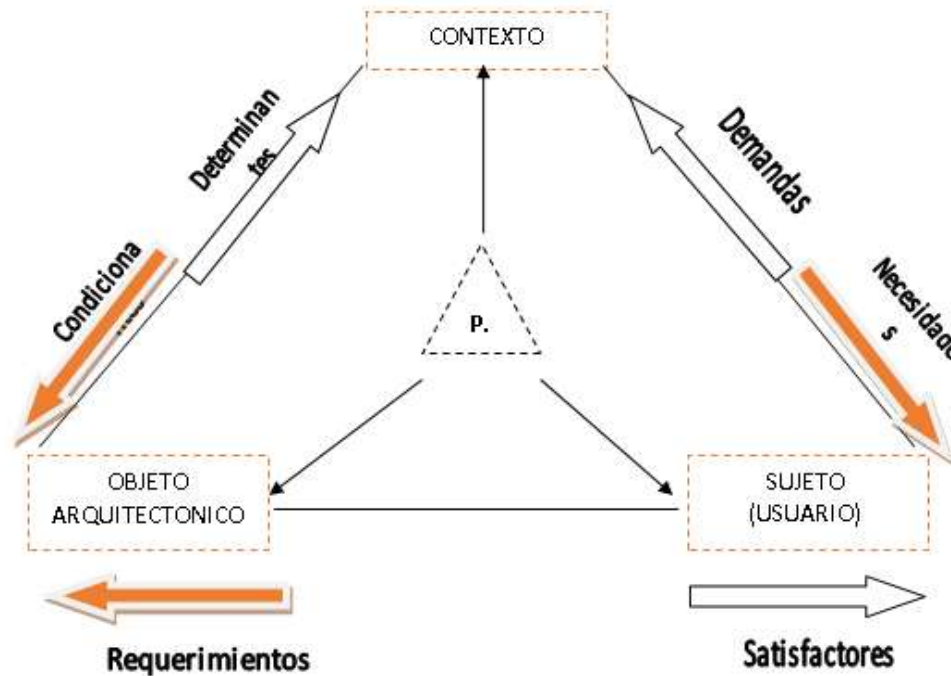 CONTEXTO
Determinan
tes
Demandas
Condiciona
Necesidade
s
P.
OBJETO
ARQUITECTONICO
SUJETO
(USUARIO)
Requerimientos
Satisfactores